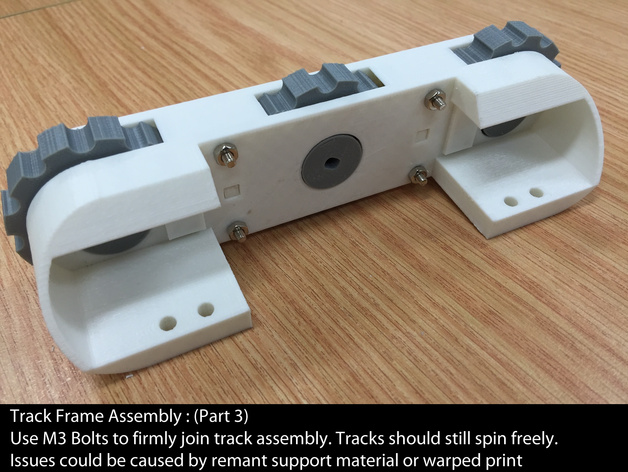 Track Frame Assembly : (Part 3)
Use M3 Bolts to firmly join track assembly. Tracks should still spin freely.
Issues could be caused by remant support material or warped print